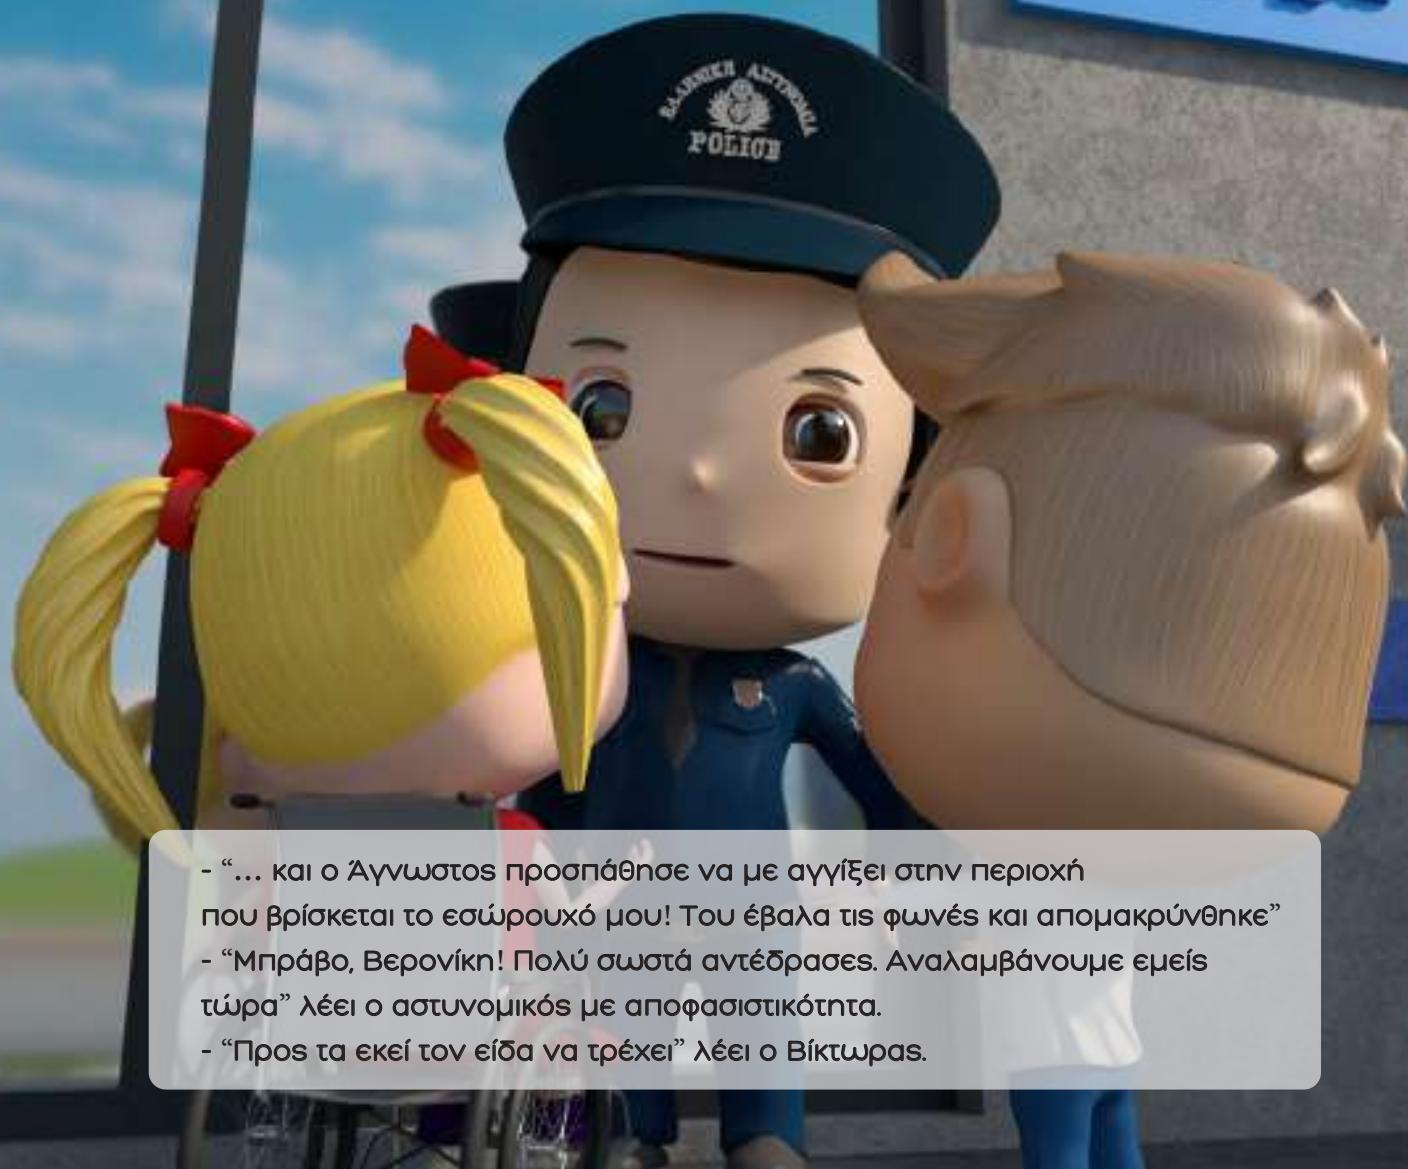 ΕΛΛΗΝΙΚΗ ΑΣΤΥΝΟΜΙΑ
POLICE
- “... και ο Άγνωστος προσπάθησε να με αγγίξει στην περιοχή
που βρίσκεται το εσώρουχό μου! Του έβαλα τις φωνές και απομακρύνθηκε”
- “Μπράβο, Βερονίκη! Πολύ σωστά αντέδρασες. Αναλαμβάνουμε εμείς
τώρα” λέει ο αστυνομικός με αποφασιστικότητα.
- “Προς τα εκεί τον είδα να τρέχει” λέει ο Βίκτωρας.